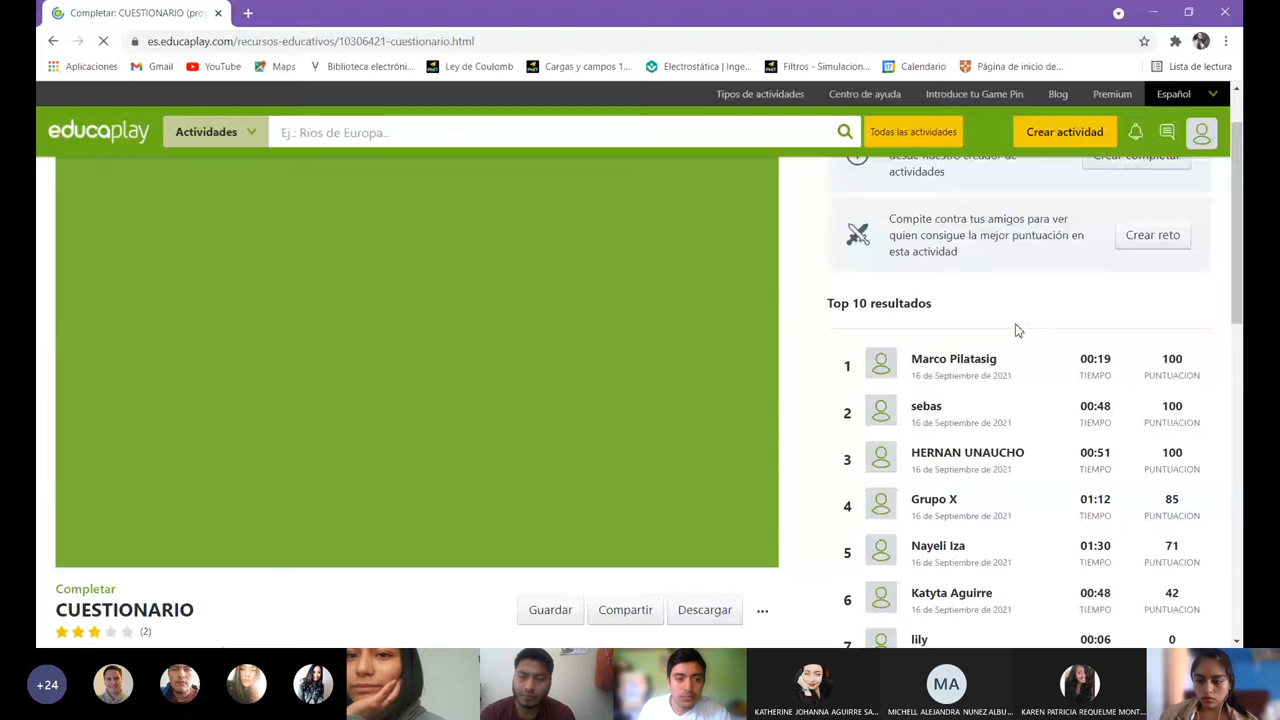 Completar: CUESTIONARIO (pro
es.educaplay.com/recursos-educativos/10306421-cuestionario.html
Aplicaciones Gmail YouTube Maps Biblioteca electróni... Ley de Coulomb Cargas y campos 1.... Electrostática | Inge... Filtros - Simulacion... Calendario Página de inicio de... Lista de lectura
Tipos de actividades Centro de ayuda Introduce tu Game Pin Blog Premium Español
educaplay Actividades Ej.: Ríos de Europa... Todas las actividades Crear actividad
desde nuestro creador de
actividades
Crear completar
Compite contra tus amigos para ver
quien consigue la mejor puntuación en
esta actividad
Crear reto
Top 10 resultados
1 Marco Pilatasig 00:19 100
16 de Septiembre de 2021 TIEMPO PUNTUACION
2 sebas 00:48 100
16 de Septiembre de 2021 TIEMPO PUNTUACION
3 HERNAN UNAUCHO 00:51 100
16 de Septiembre de 2021 TIEMPO PUNTUACION
4 Grupo X 01:12 85
16 de Septiembre de 2021 TIEMPO PUNTUACION
5 Nayeli Iza 01:30 71
16 de Septiembre de 2021 TIEMPO PUNTUACION
6 Katyta Aguirre 00:48 42
16 de Septiembre de 2021 TIEMPO PUNTUACION
7 lily 00:06 0
Completar
CUESTIONARIO
(2)
Guardar Compartir Descargar ...
+24
MA
KATHERINE JOHANNA AGUIRRE SA... MICHELL ALEJANDRA NUNEZ ALBU... KAREN PATRICIA REQUELME MONT...